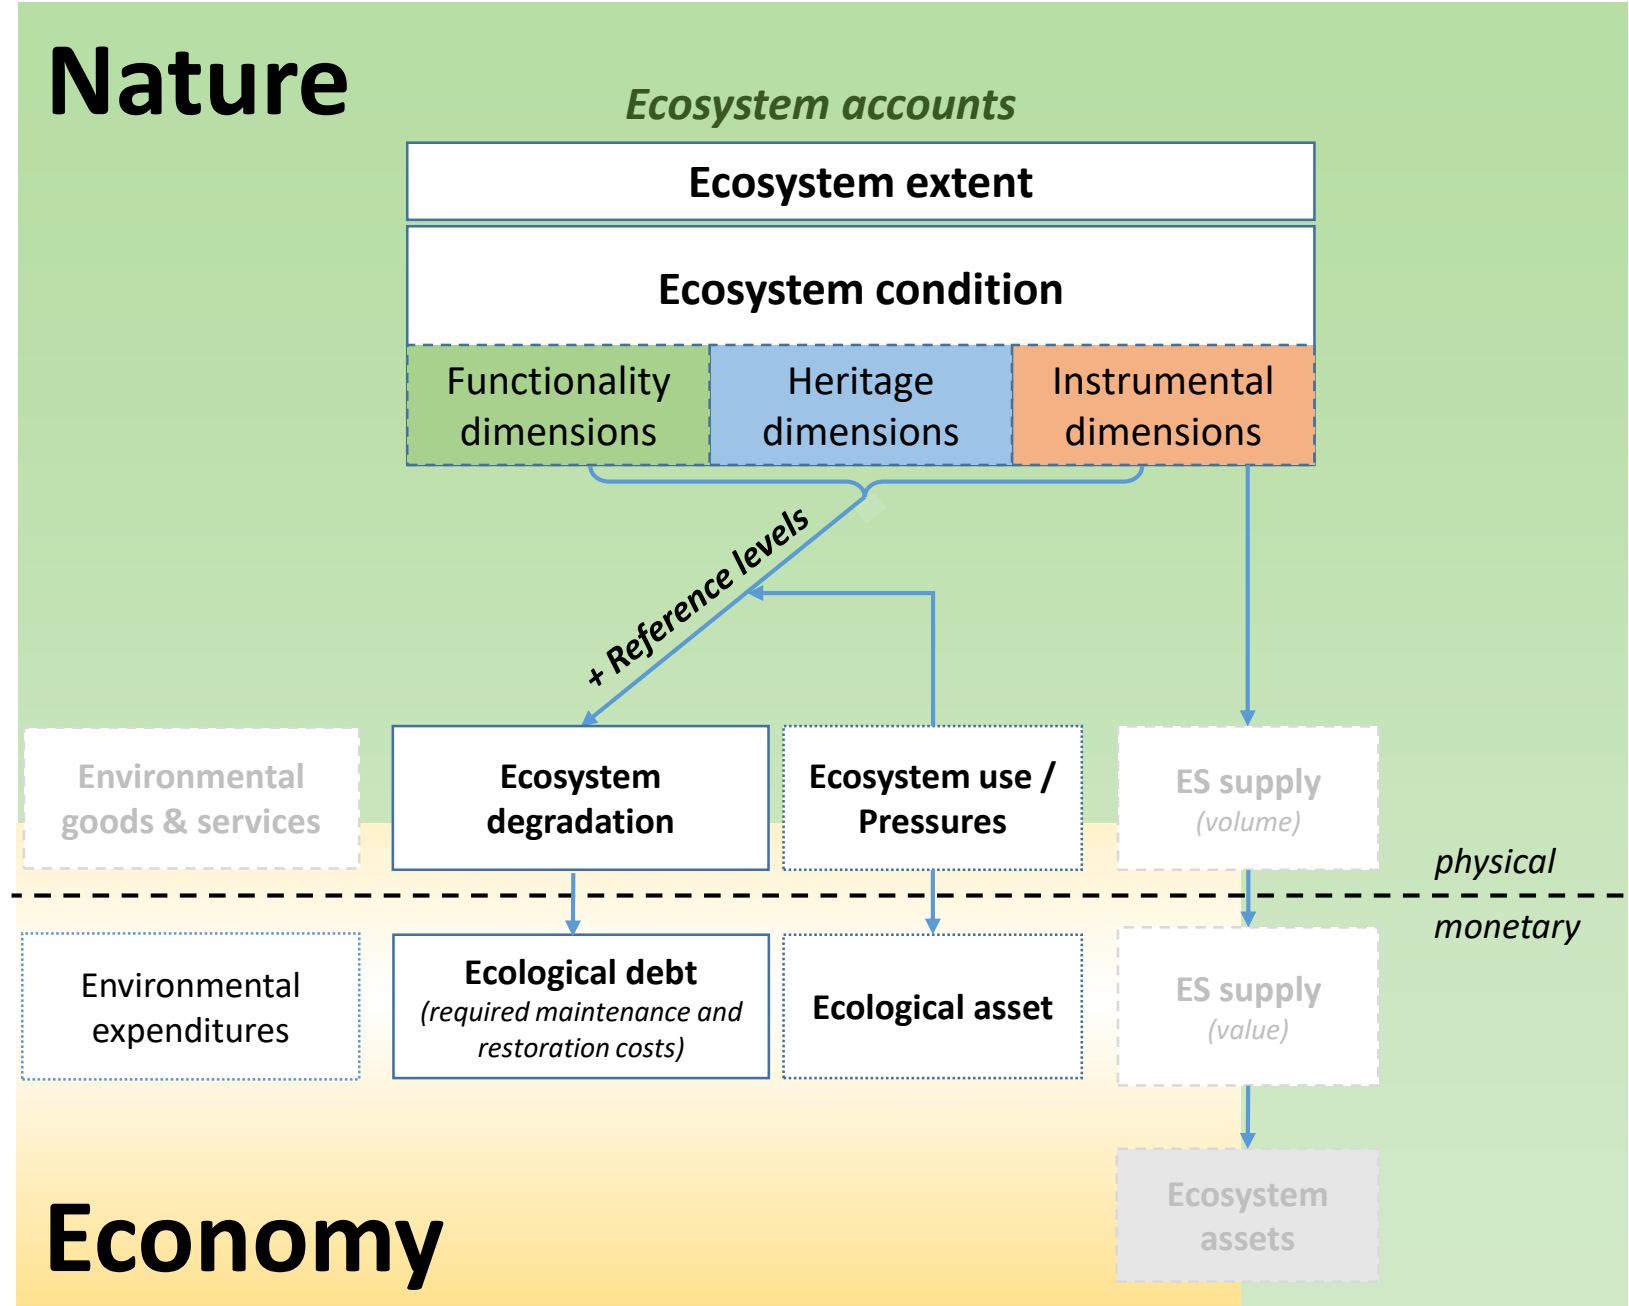 Nature
Ecosystem accounts
Ecosystem extent
Ecosystem condition
Functionality
dimensions
Heritage
dimensions
Instrumental
dimensions
+ Reference levels
Environmental
goods & services
Ecosystem
degradation
Ecosystem use /
Pressures
ES supply
(volume)
physical
monetary
Environmental
expenditures
Ecological debt
(required maintenance and
restoration costs)
Ecological asset
ES supply
(value)
Ecosystem
assets
Economy